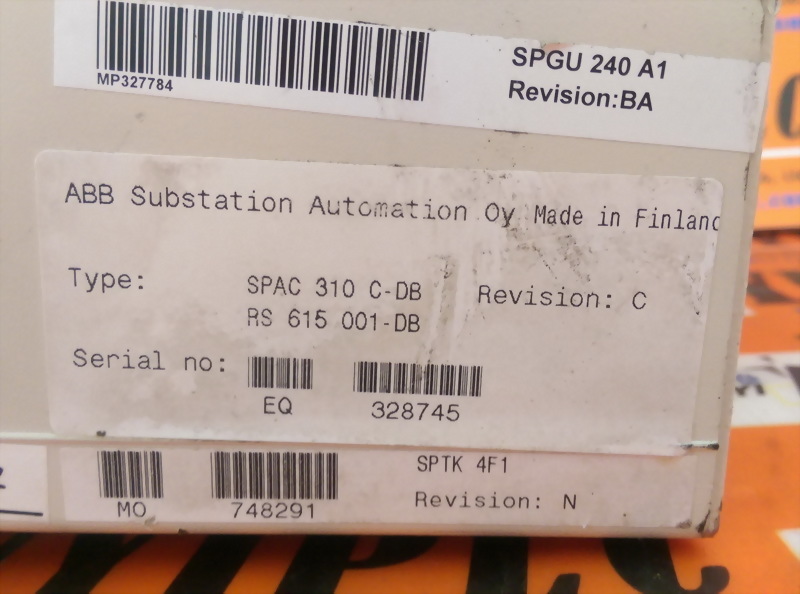 SPGU 240 A1
MP327784
Revision:BA
ABB Substation Automation Oy Made in Finland
Type: SPAC 310 C-DB Revision: C
RS 615 001-DB
Serial no:
EQ 328745
SPTK 4F1
Revision: N
MO 748291